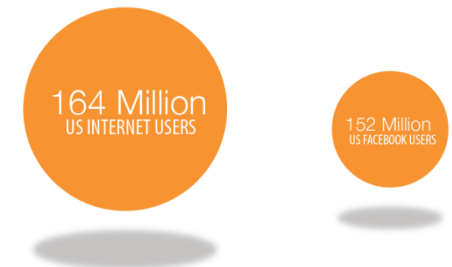 164 Million
US INTERNET USERS
152 Million
US FACEBOOK USERS